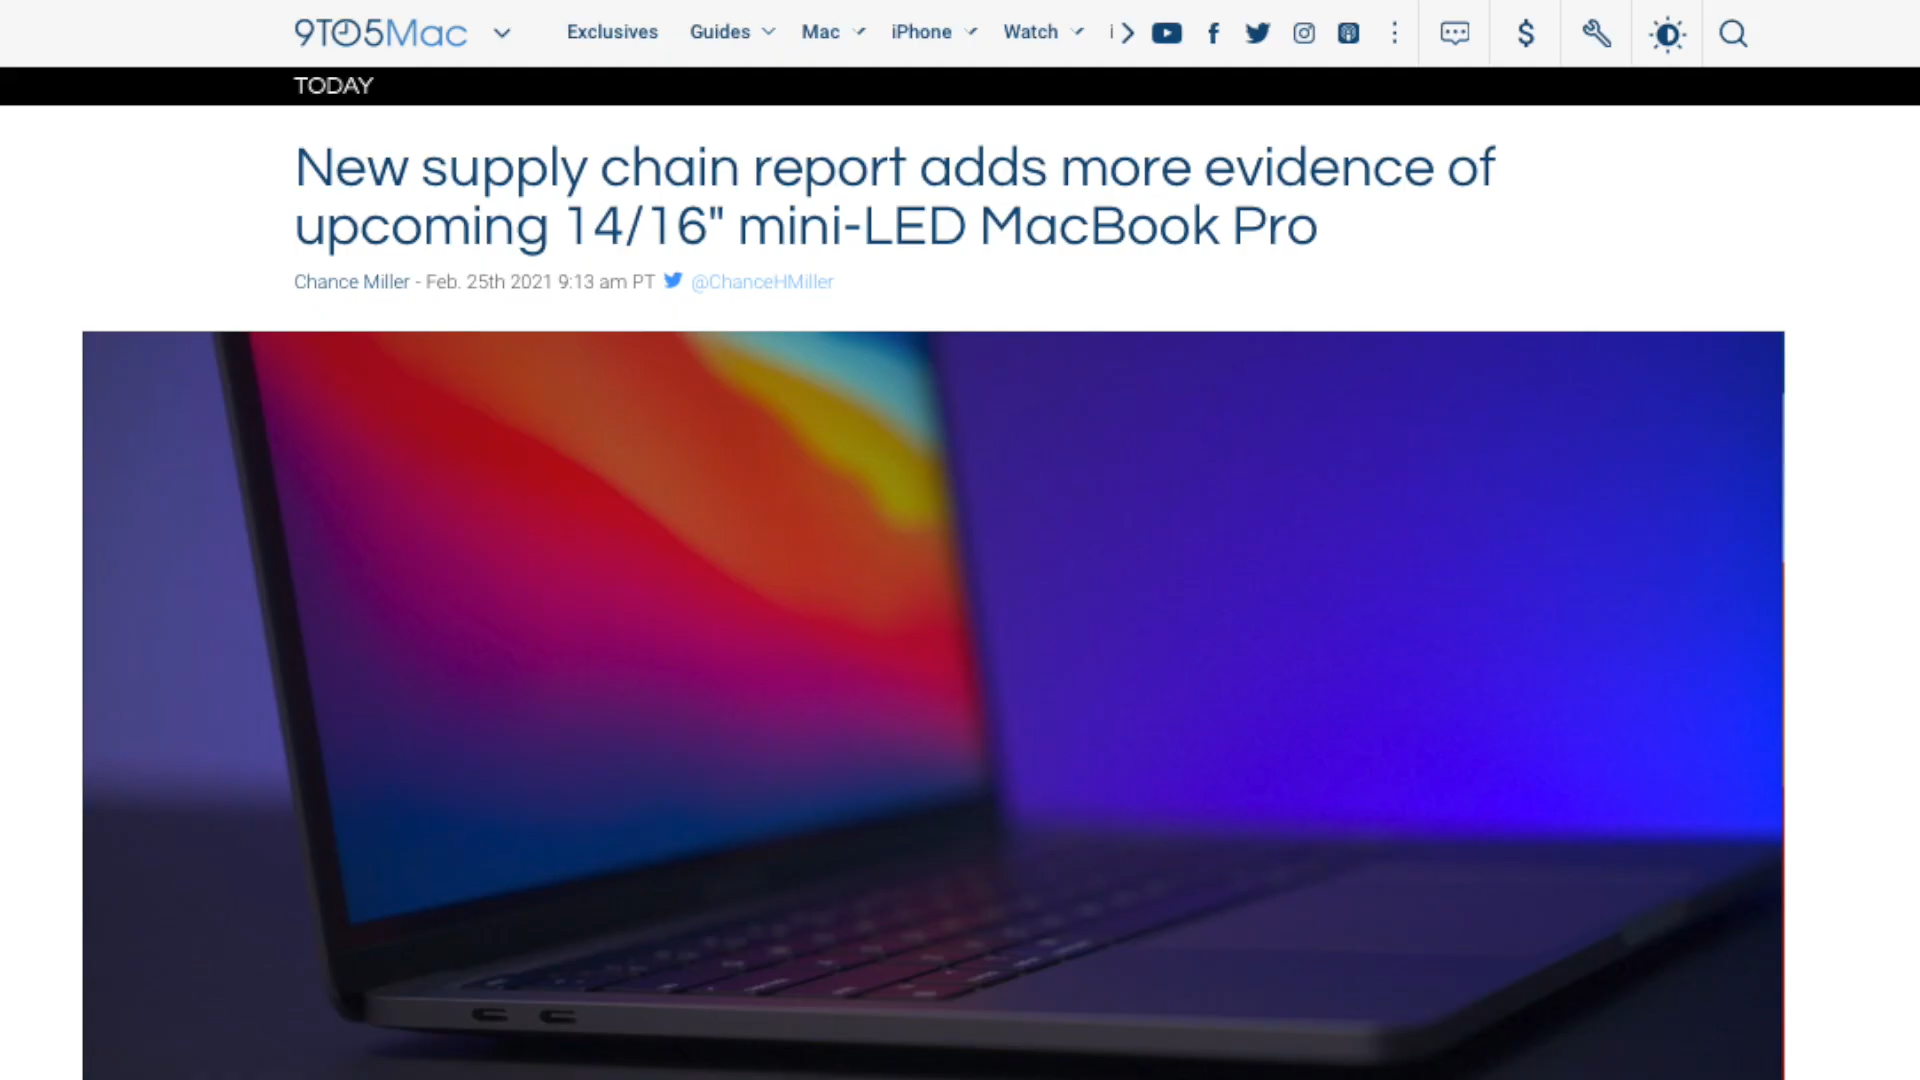 9TO5Mac
Exclusives Guides Mac iPhone Watch i
TODAY
New supply chain report adds more evidence of
upcoming 14/16" mini-LED MacBook Pro
Chance Miller - Feb. 25th 2021 9:13 am PT @ChanceHMiller